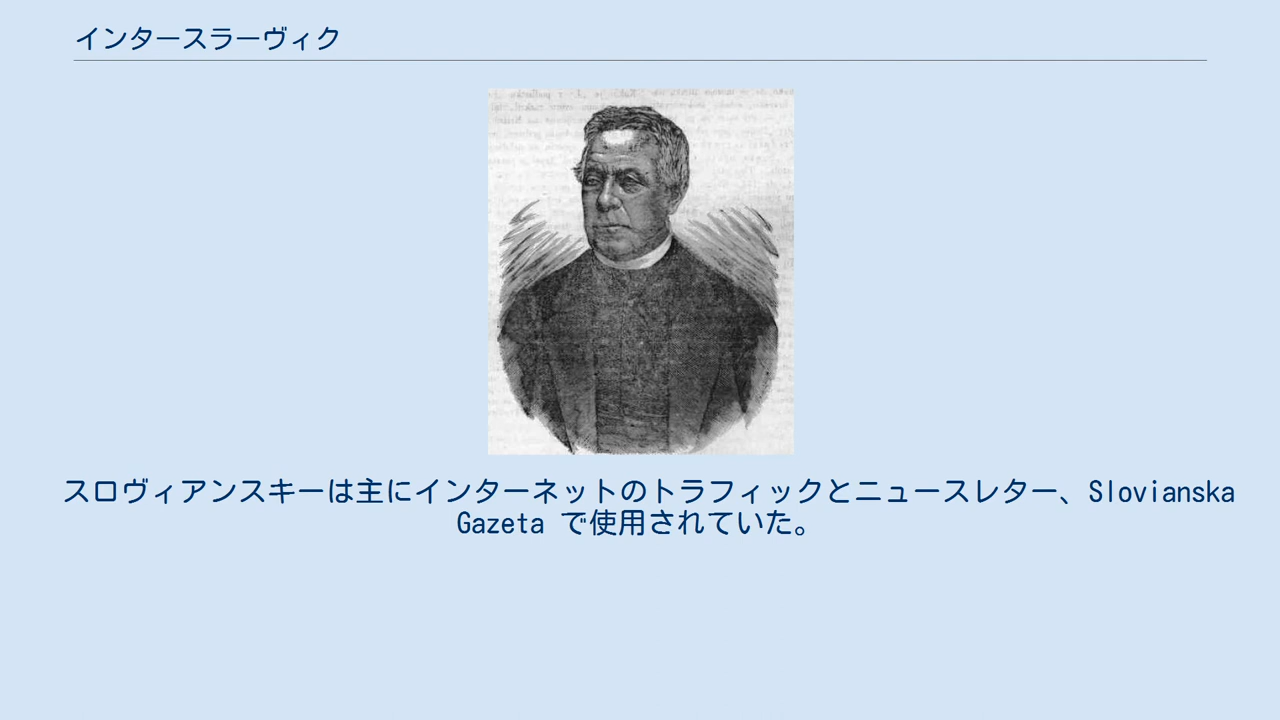 インタースラーヴィク
スロヴィアンスキーは主にインターネットのトラフィックとニュースレター、Slovianska
Gazeta で使用されていた。